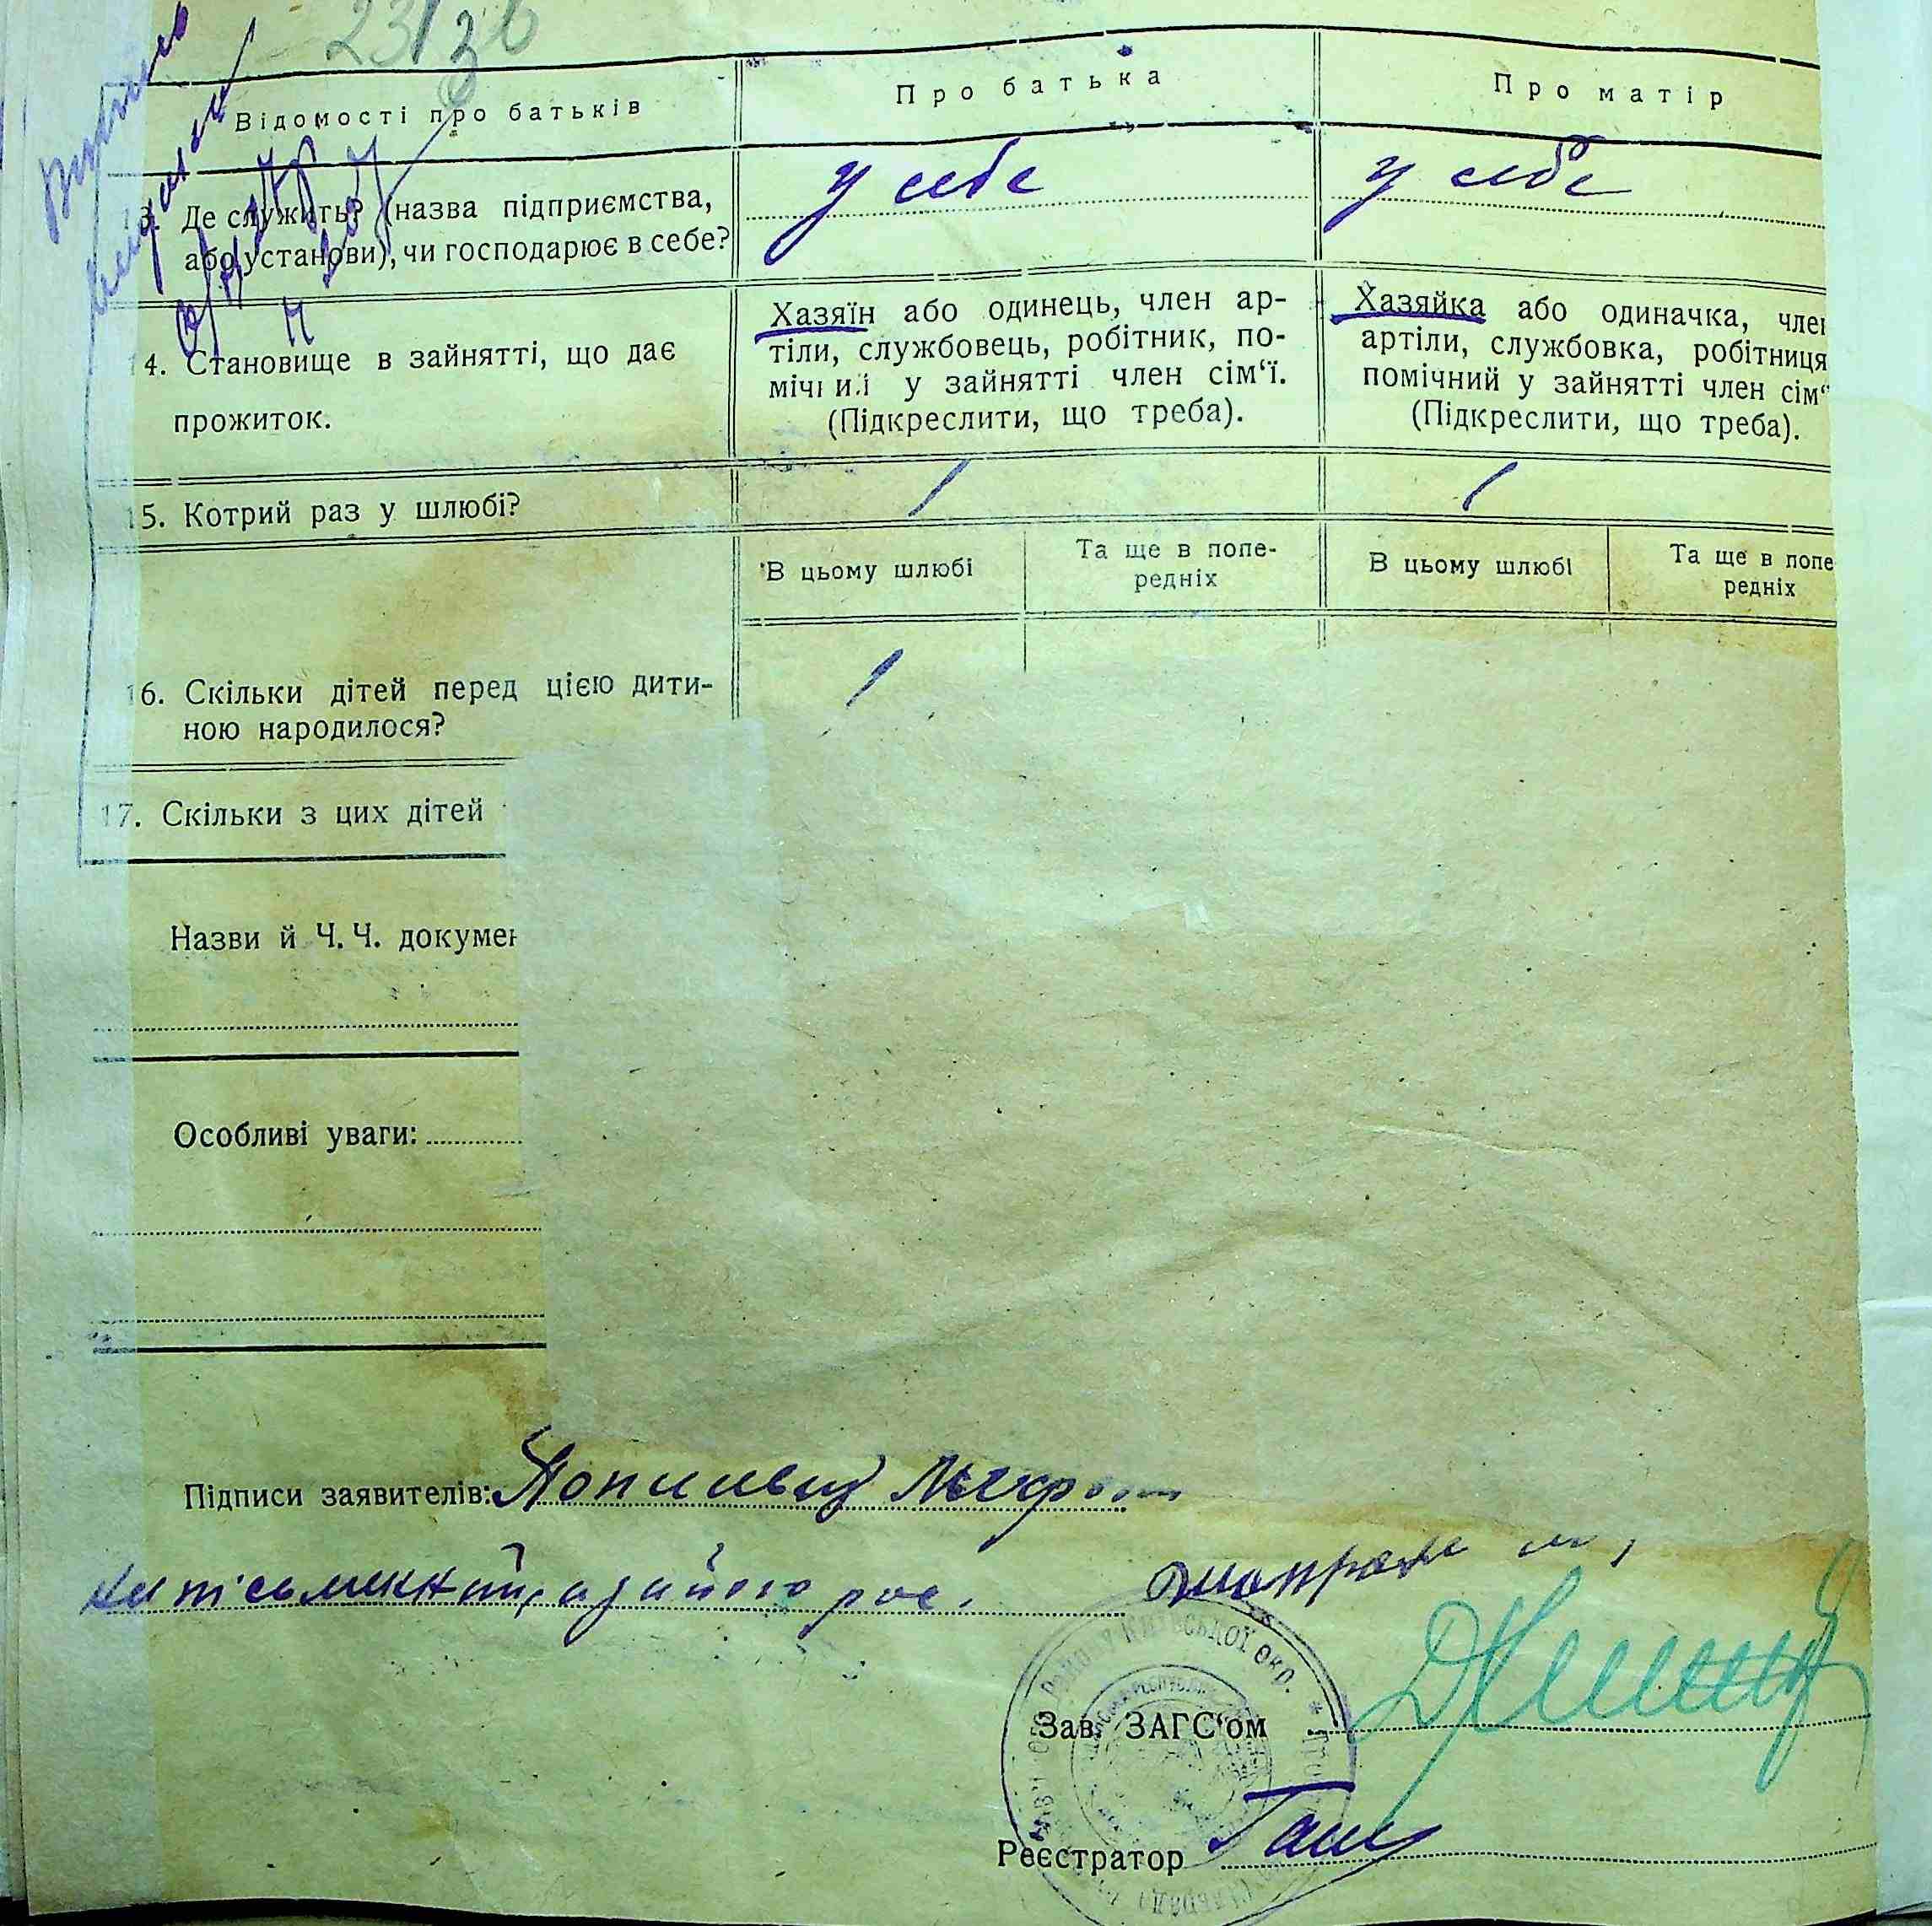 23/36
Відомості про батьків
Про батька
Про матір
13. Де служить? (назва підприємства,
або установи), чи господарює в себе?
у себе
у себе
14. Становище в зайнятті, що дає
прожиток.
Хазяїн або одинець, член ар-
тіли, службовець, робітник, по-
мічний у зайнятті член сім‘ї.
(Підкреслити, що треба).
Хазяйка або одиначка, член
артіли, службовка, робітниця
помічний у зайнятті член сім‘
(Підкреслити, що треба).
15. Котрий раз у шлюбі?
1
1
В цьому шлюбі
Та ще в попе-
редніх
В цьому шлюбі
Та ще в попе
редніх
16. Скільки дітей перед цією дити-
ною народилося?
1
17. Скільки з цих дітей
Назви й Ч. Ч. докумен
Особливі уваги:
Підписи заявителів:
Київської окр.
Зав. ЗАГС‘ом
Реєстратор